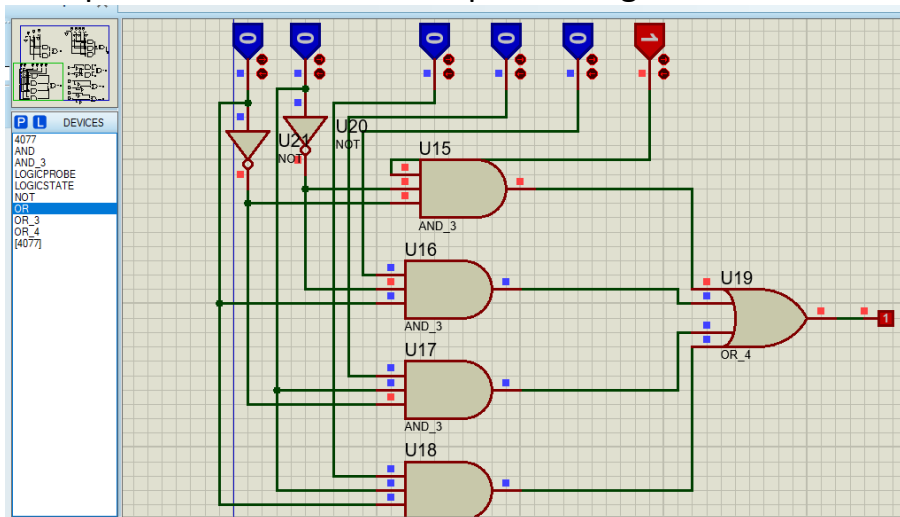 P L DEVICES
4077
AND
AND_3
LOGICPROBE
LOGICSTATE
NOT
OR
OR_3
OR_4
[4077]
0 0 0 0 0 1
U21
NOT
U20
NOT
U15
AND_3
U16
AND_3
U17
AND_3
U18
U19
OR_4
1